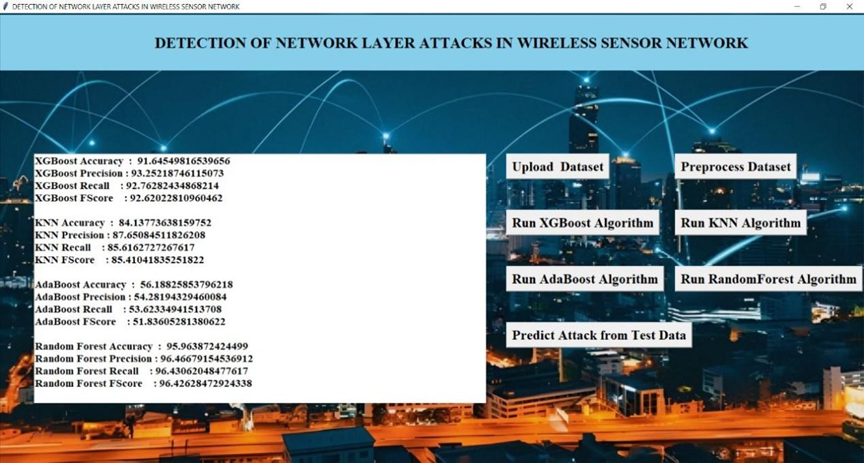 DETECTION OF NETWORK LAYER ATTACKS IN WIRELESS SENSOR NETWORK
DETECTION OF NETWORK LAYER ATTACKS IN WIRELESS SENSOR NETWORK
XGBoost Accuracy : 91.64549816539656
XGBoost Precision : 93.25218746115073
XGBoost Recall : 92.76282434868214
XGBoost FScore : 92.62022810960462
KNN Accuracy : 84.13773638159752
KNN Precision : 87.65084511826208
KNN Recall : 85.6162727267617
KNN FScore : 85.41041835251822
AdaBoost Accuracy : 56.18825853796218
AdaBoost Precision : 54.28194329460084
AdaBoost Recall : 53.62334941513708
AdaBoost FScore : 51.83605281380622
Random Forest Accuracy : 95.963872424499
Random Forest Precision : 96.46679154536912
Random Forest Recall : 96.43062048477617
Random Forest FScore : 96.42628472924338
Upload Dataset
Preprocess Dataset
Run XGBoost Algorithm
Run KNN Algorithm
Run AdaBoost Algorithm
Run RandomForest Algorithm
Predict Attack from Test Data